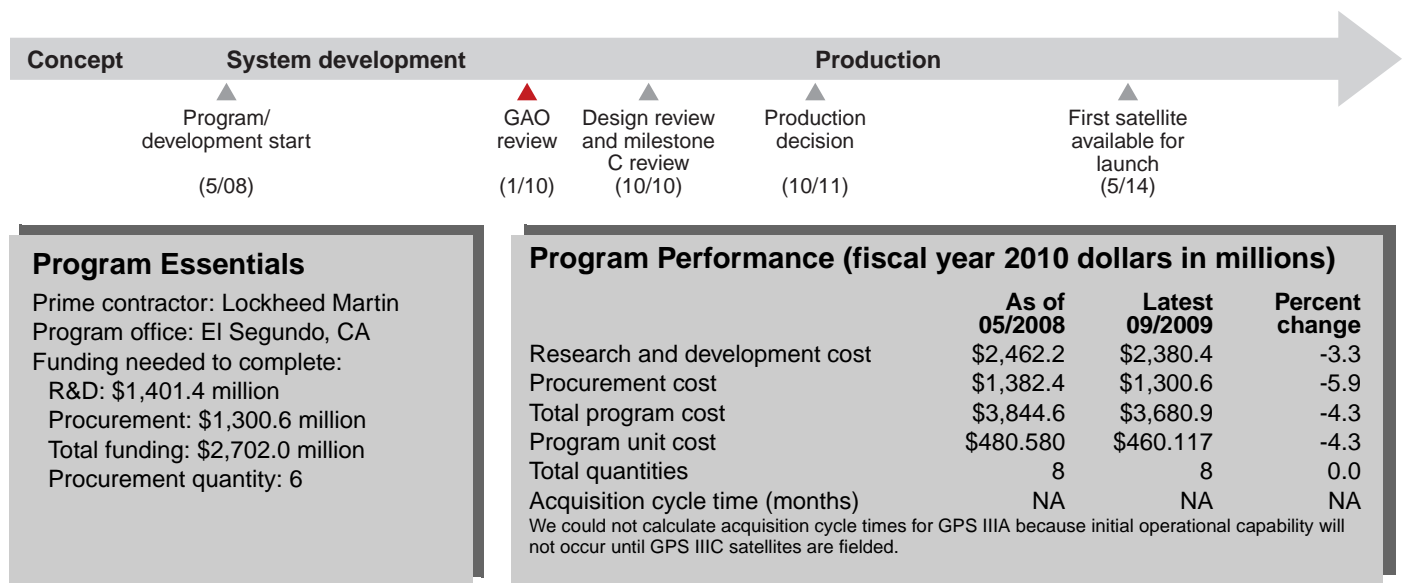 Concept System development Production
Program/
development start
(5/08)
GAO
review
(1/10)
Design review
and milestone
C review
(10/10)
Production
decision
(10/11)
First satellite
available for
launch
(5/14)
Program Essentials
Prime contractor: Lockheed Martin
Program office: El Segundo, CA
Funding needed to complete:
R&D: $1,401.4 million
Procurement: $1,300.6 million
Total funding: $2,702.0 million
Procurement quantity: 6
Program Performance (fiscal year 2010 dollars in millions)
As of Latest Percent
05/2008 09/2009 change
Research and development cost $2,462.2 $2,380.4 -3.3
Procurement cost $1,382.4 $1,300.6 -5.9
Total program cost $3,844.6 $3,680.9 -4.3
Program unit cost $480.580 $460.117 -4.3
Total quantities 8 8 0.0
Acquisition cycle time (months) NA NA NA
We could not calculate acquisition cycle times for GPS IIIA because initial operational capability will
not occur until GPS IIIC satellites are fielded.